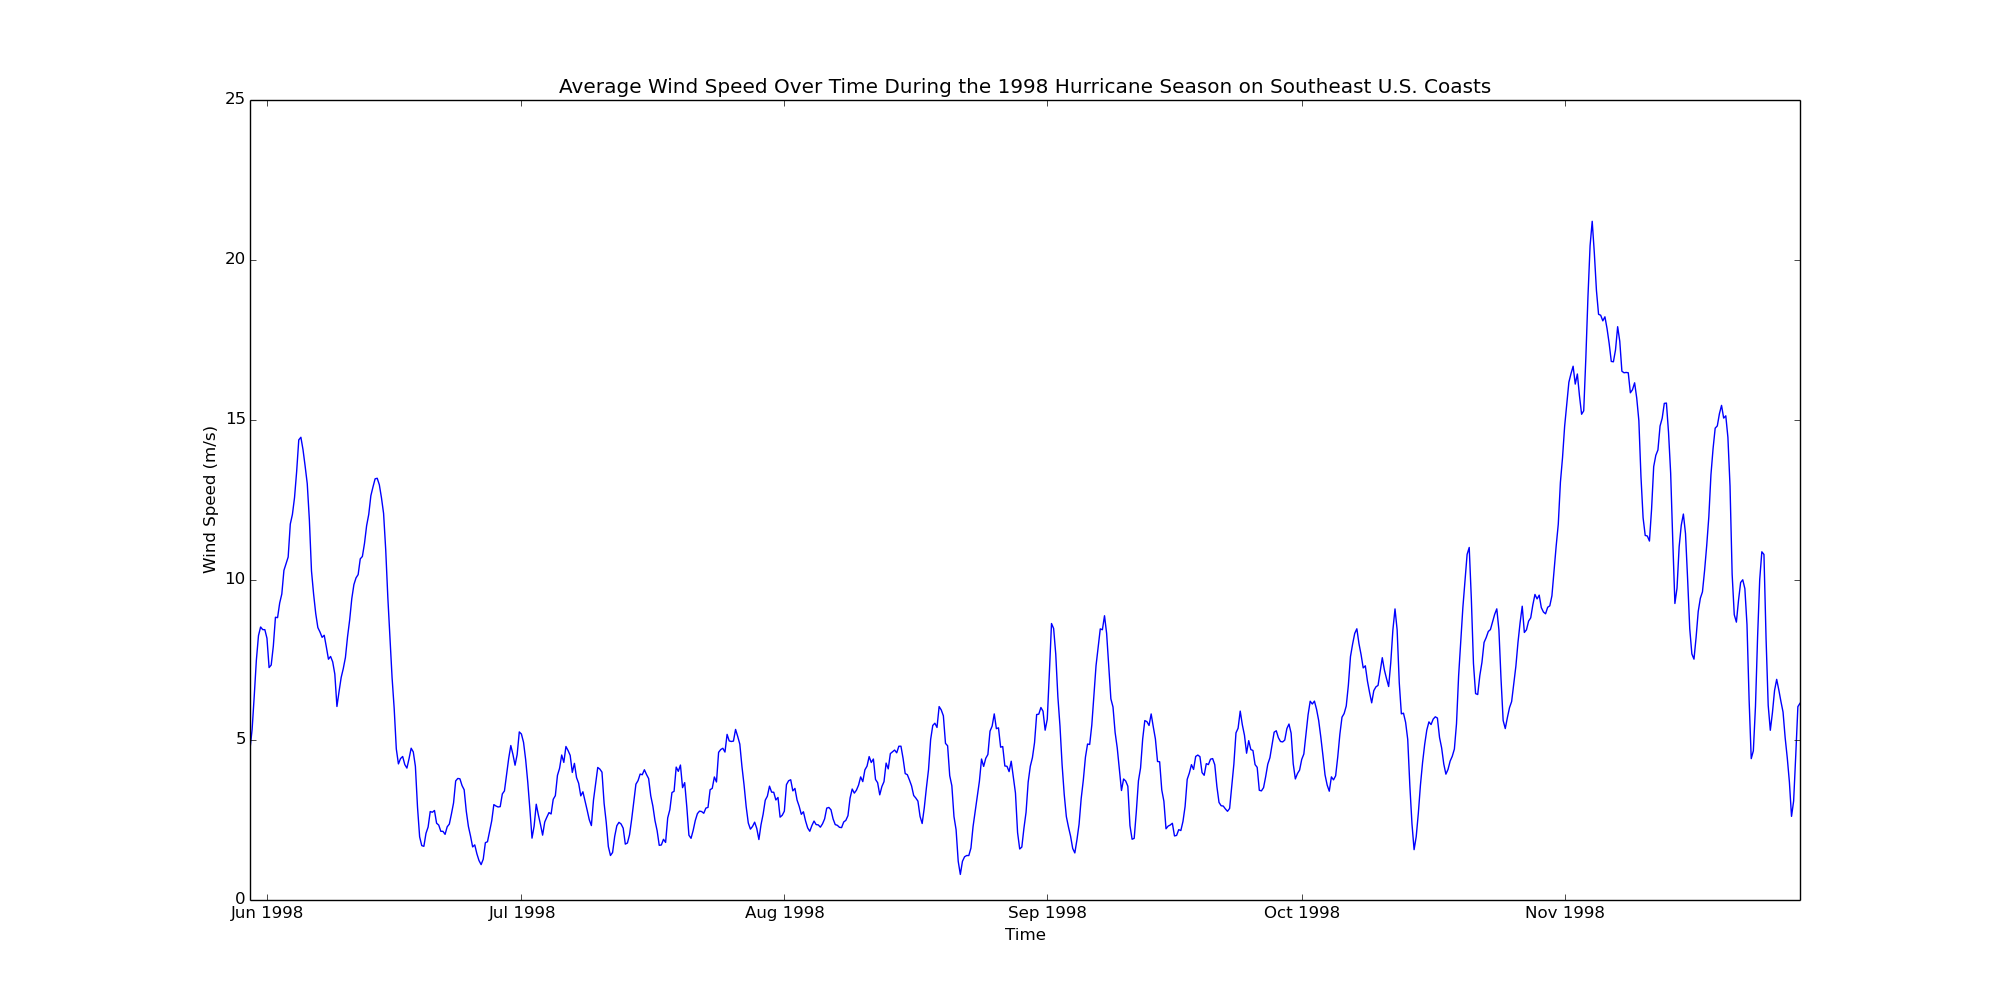 Average Wind Speed Over Time During the 1998 Hurricane Season on Southeast U.S. Coasts
25
20
15
10
5
0
Wind Speed (m/s)
Jun 1998 Jul 1998 Aug 1998 Sep 1998 Oct 1998 Nov 1998
Time